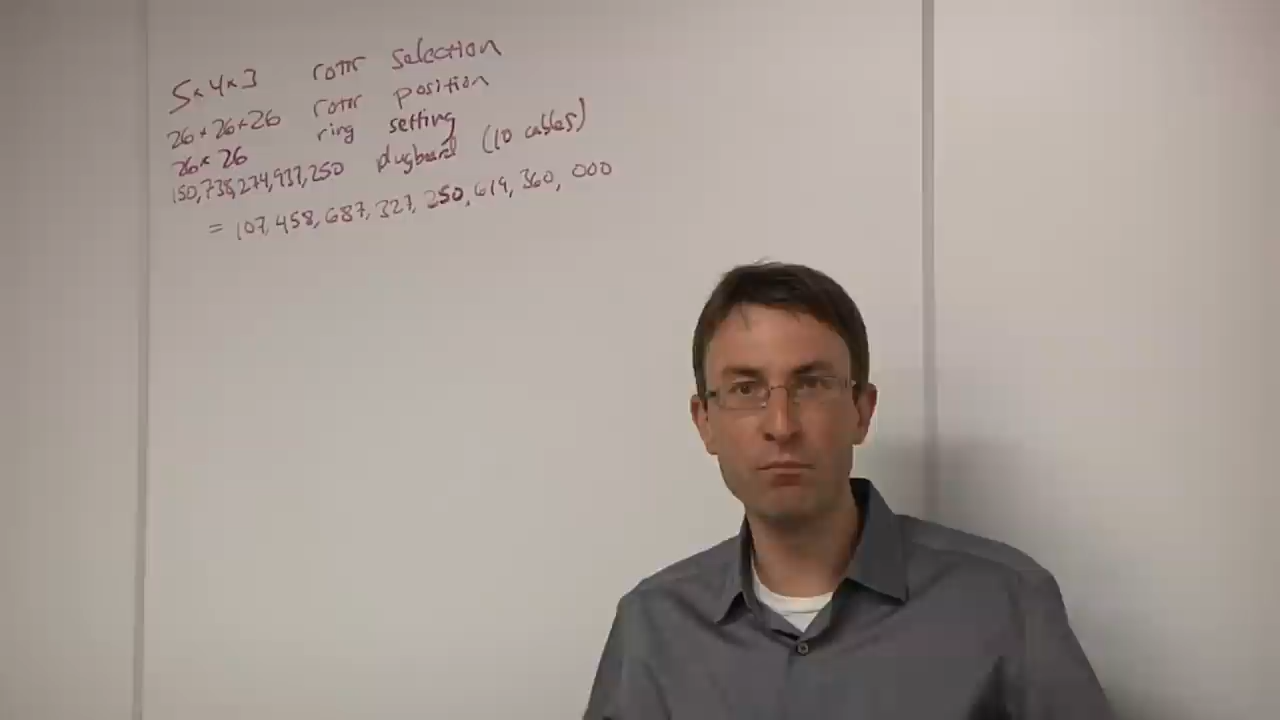 5×4×3 rotor selection
26×26×26 rotor position
26×26 ring setting
150,738,274,937,250 plugboard (10 cables)
= 107,458,687,327,250,619,360,000